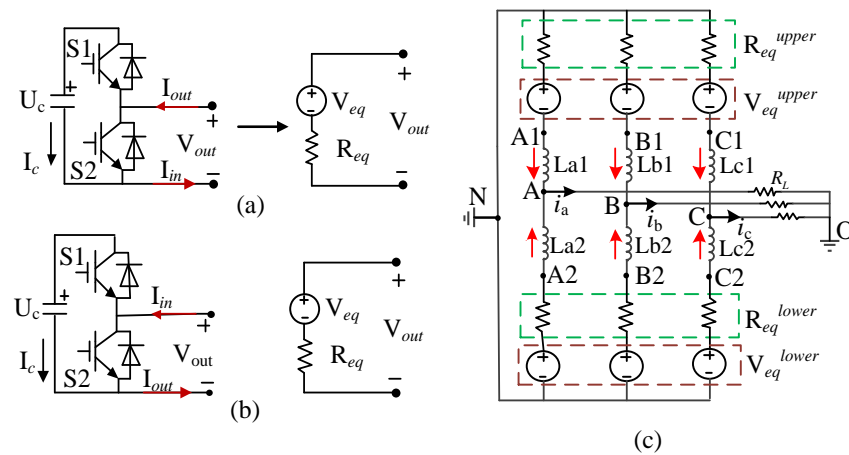 S1
I_out
U_c
+
+
I_c
V_out
S2
I_in
−
+
V_eq
R_eq
V_out
−
(a)
S1
I_in
U_c
+
+
I_c
V_out
S2
I_out
−
+
V_eq
R_eq
V_out
−
(b)
R_eq^upper
V_eq^upper
A1
B1
C1
La1
Lb1
Lc1
R_L
N
A
i_a
B
i_b
C
i_c
O
La2
Lb2
Lc2
A2
B2
C2
R_eq^lower
V_eq^lower
(c)